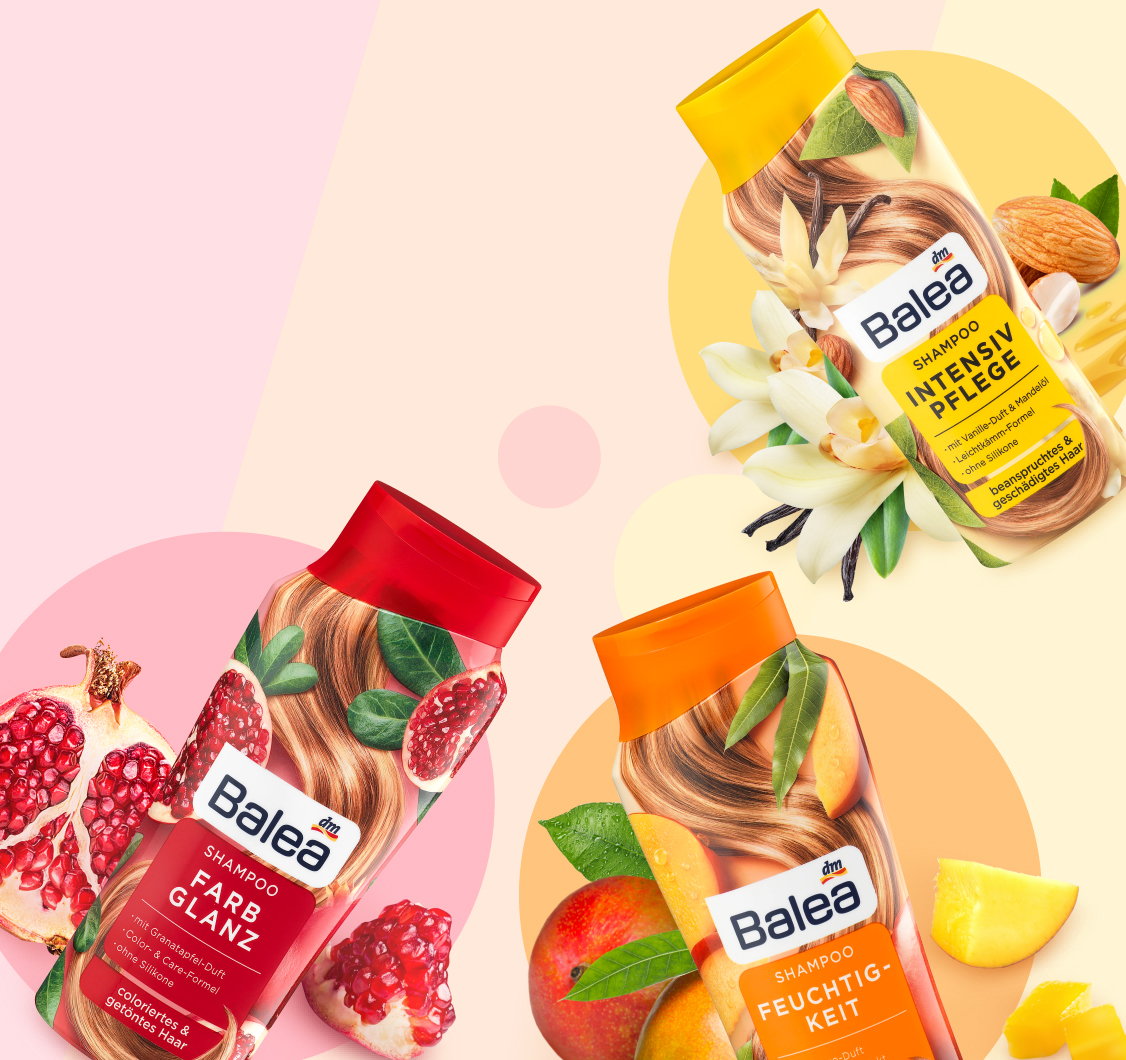 dm
Balea
SHAMPOO
INTENSIV
PFLEGE
· mit Vanille-Duft & Mandelöl
· Leichtkämm-Formel
· ohne Silikone
beanspruchtes &
geschädigtes Haar
Balea
dm
SHAMPOO
FARB
GLANZ
· mit Granatapfel-Duft
· Color- & Care-Formel
· ohne Silikone
coloriertes &
getöntes Haar
dm
Balea
SHAMPOO
FEUCHTIG-
KEIT